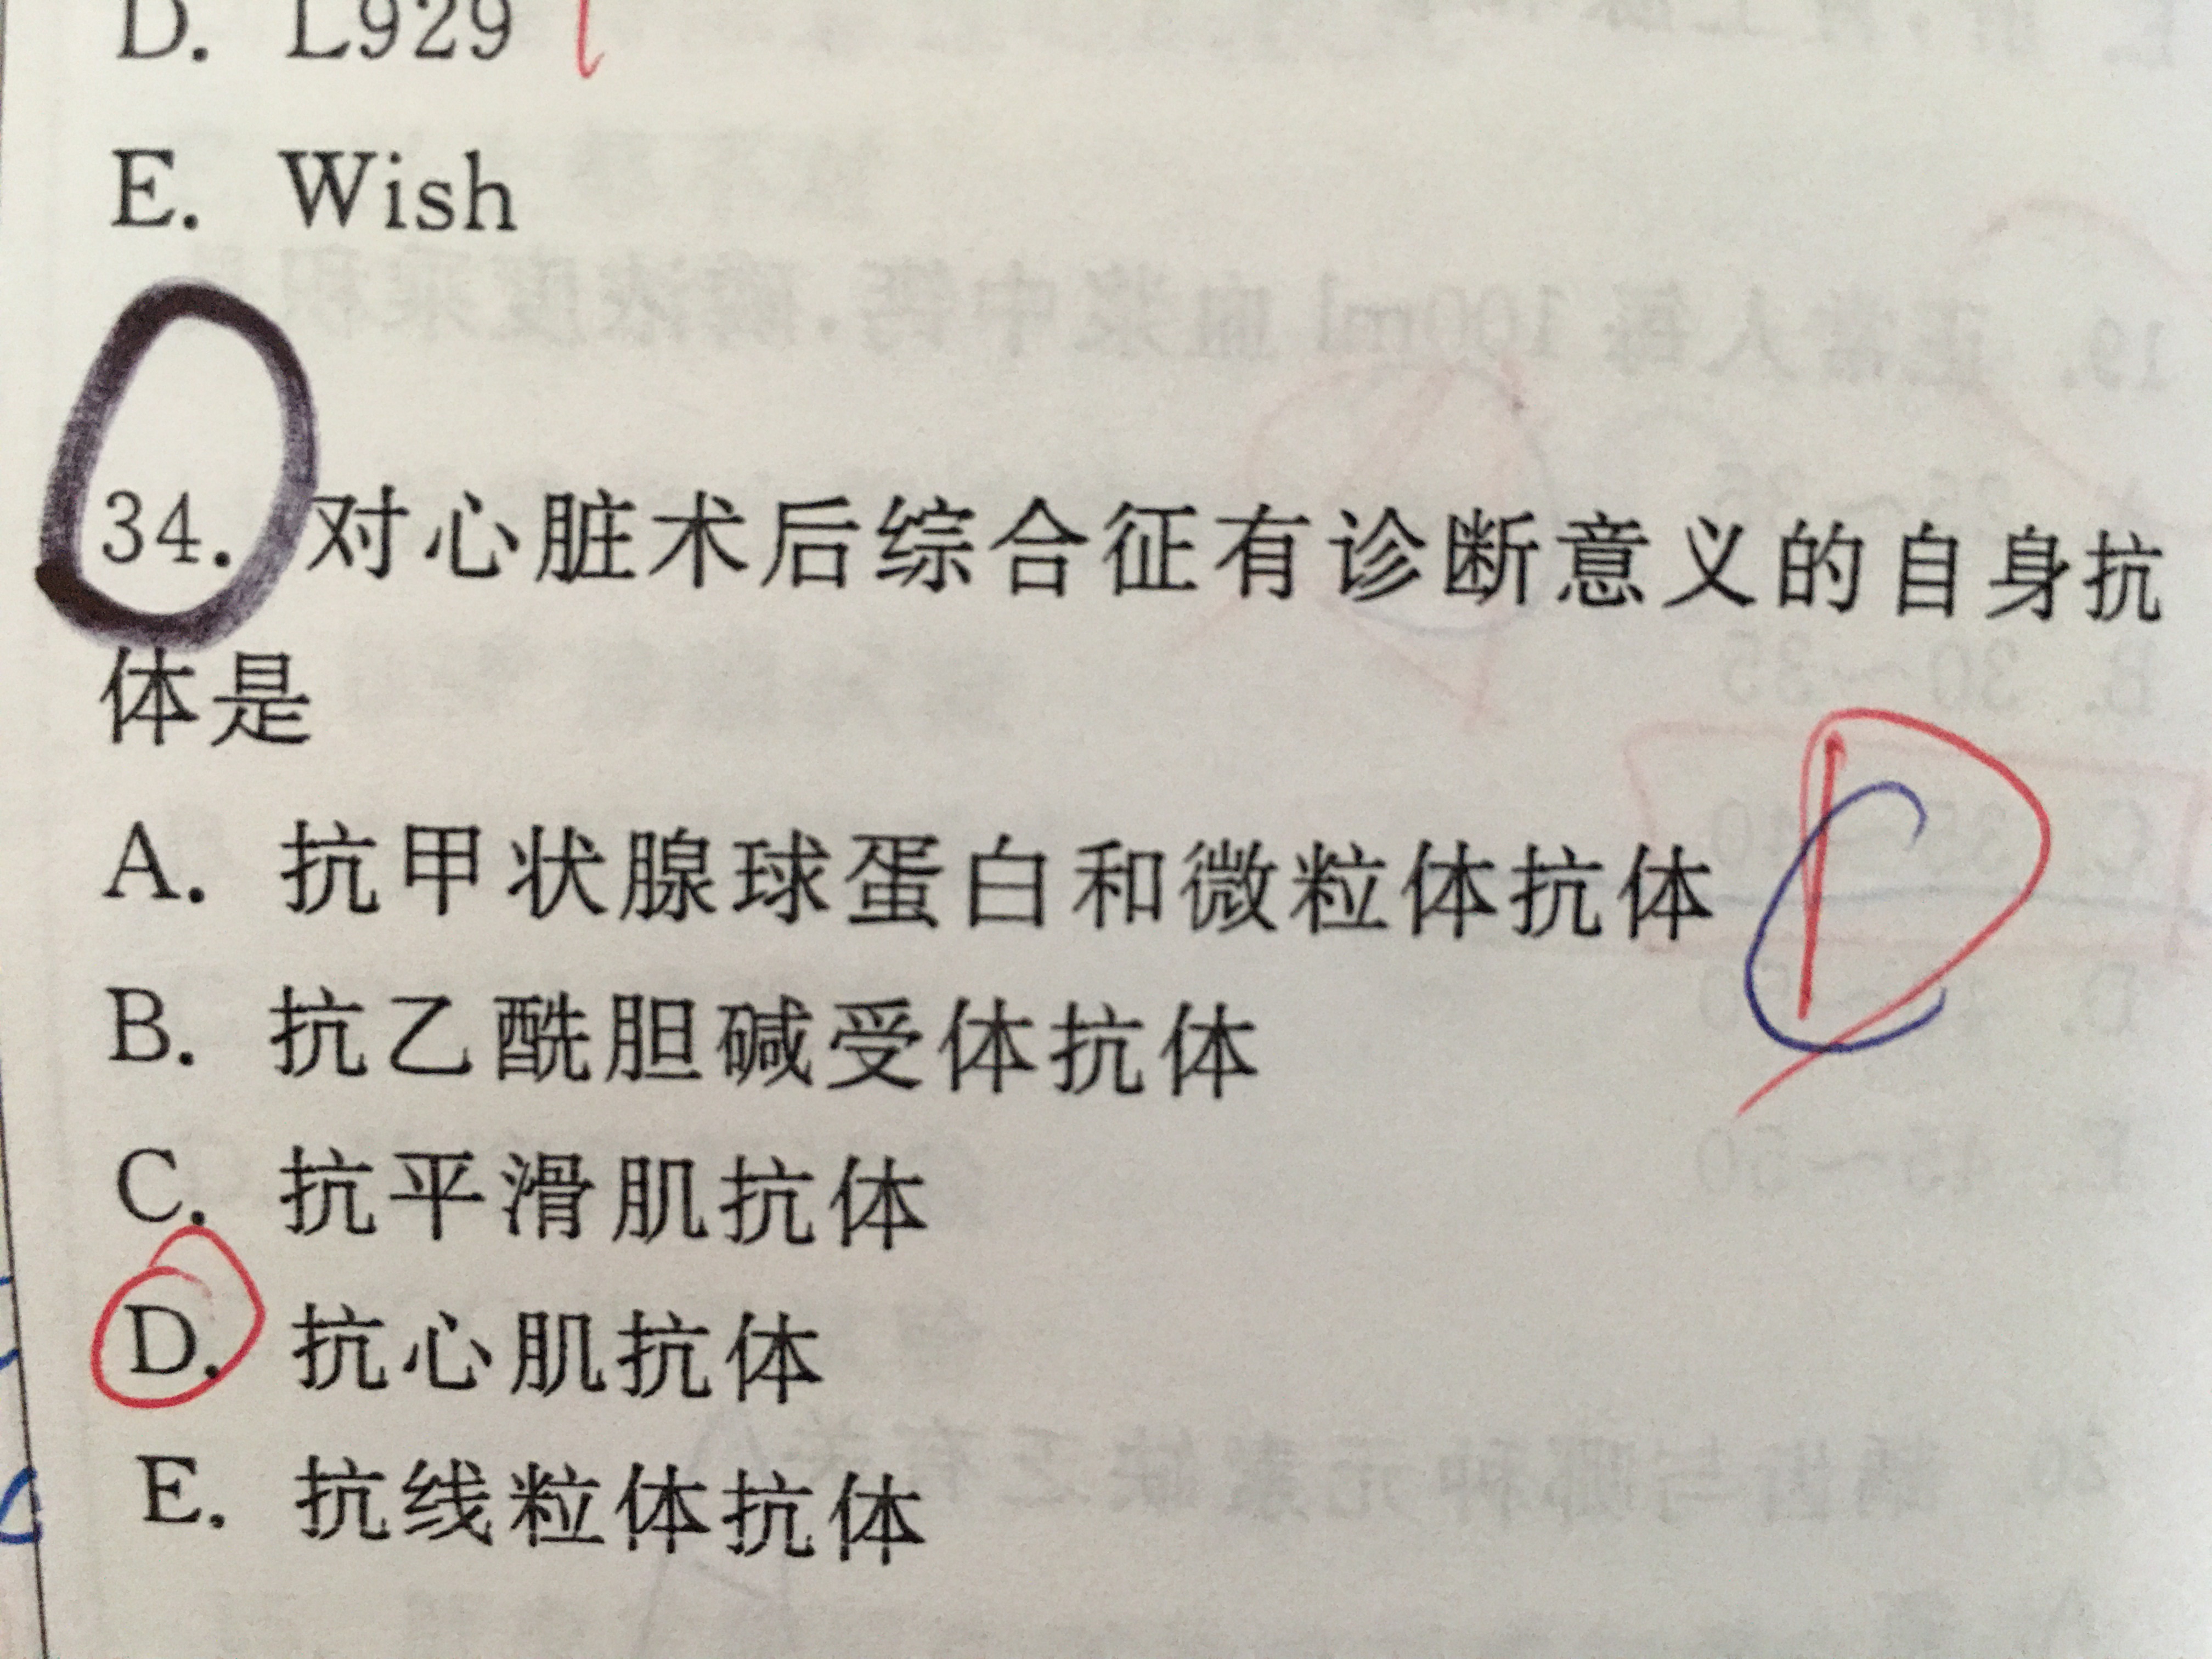 D. L929
E. Wish
34. 对心脏术后综合征有诊断意义的自身抗
体是
A. 抗甲状腺球蛋白和微粒体抗体
B. 抗乙酰胆碱受体抗体
C. 抗平滑肌抗体
D. 抗心肌抗体
E. 抗线粒体抗体